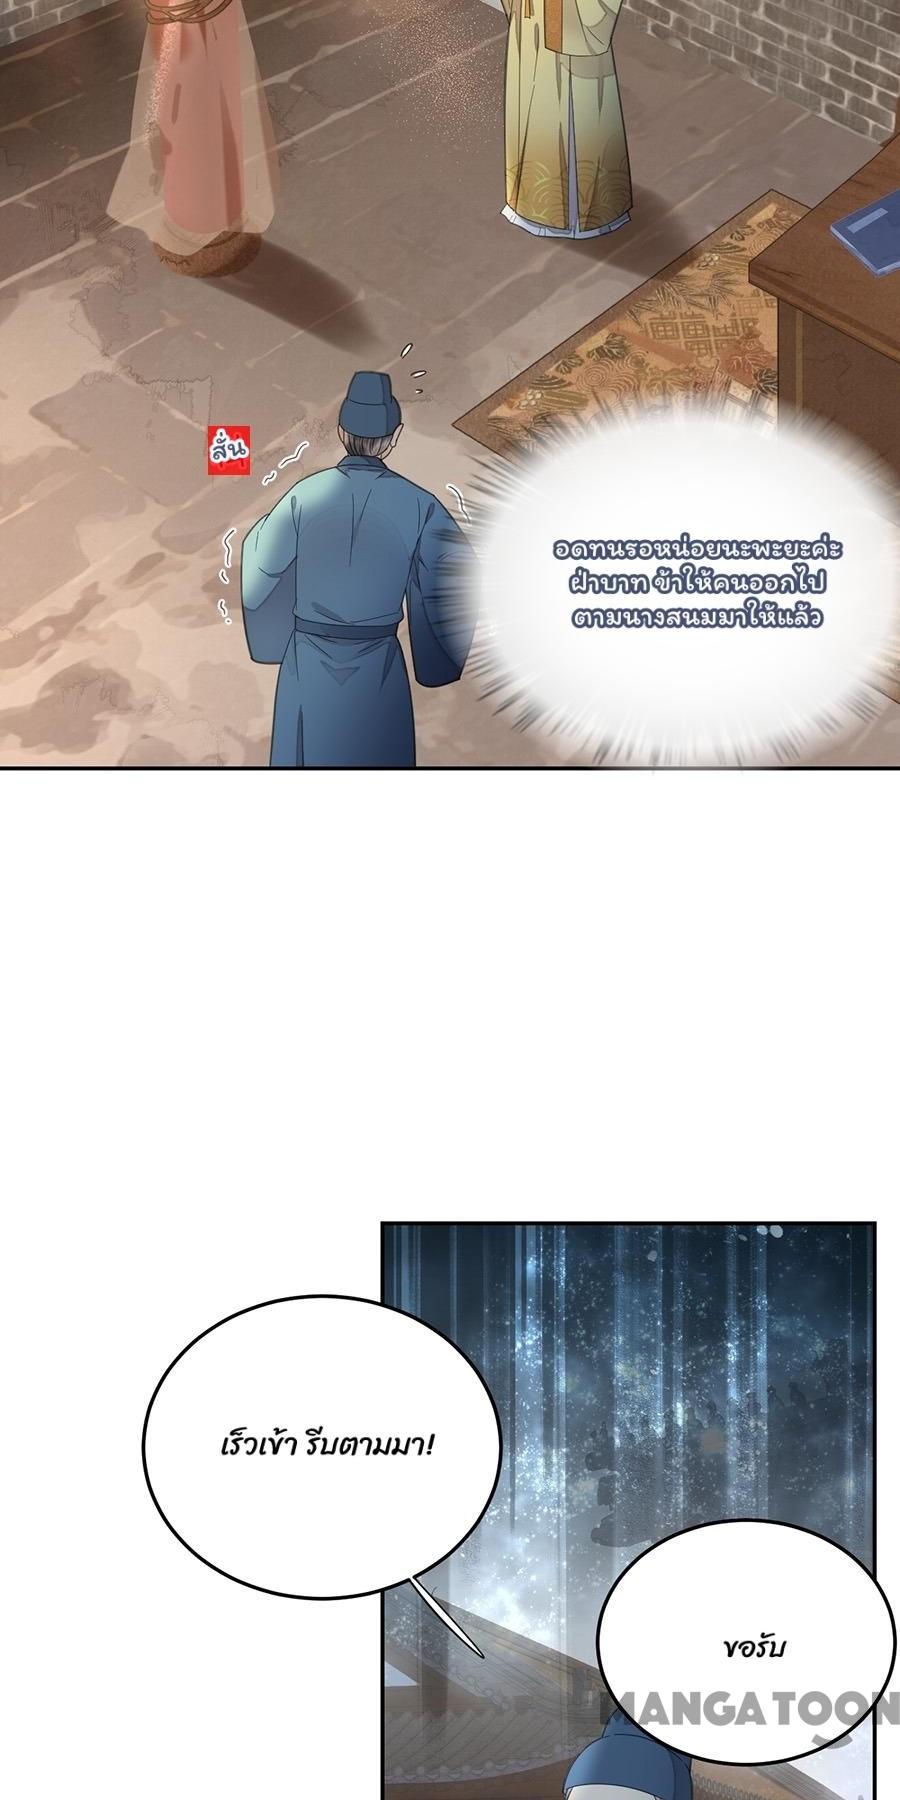 สั่น
อดทนรอหน่อยนะพะยะค่ะ
ฝ่าบาท ข้าให้คนออกไป
ตามนางสนมมาให้แล้ว
เร็วเข้า รีบตามมา!
ขอรับ
MANGATOON